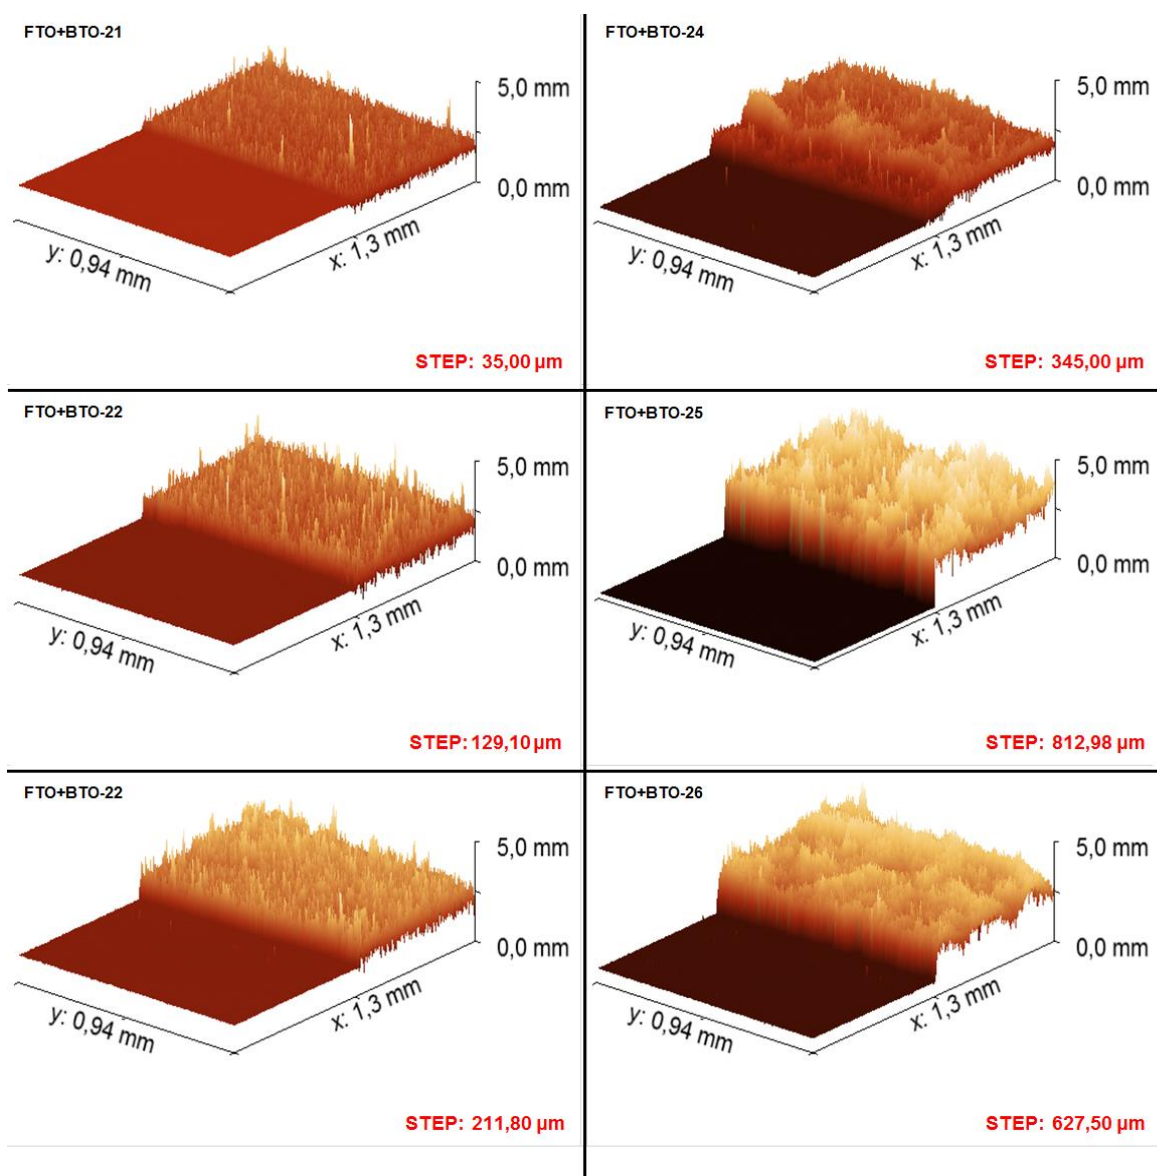 FTO+BTO-21
5,0 mm
0,0 mm
y: 0,94 mm
x: 1,3 mm
STEP: 35,00 µm
FTO+BTO-24
5,0 mm
0,0 mm
y: 0,94 mm
x: 1,3 mm
STEP: 345,00 µm
FTO+BTO-22
5,0 mm
0,0 mm
y: 0,94 mm
x: 1,3 mm
STEP: 129,10 µm
FTO+BTO-25
5,0 mm
0,0 mm
y: 0,94 mm
x: 1,3 mm
STEP: 812,98 µm
FTO+BTO-22
5,0 mm
0,0 mm
y: 0,94 mm
x: 1,3 mm
STEP: 211,80 µm
FTO+BTO-26
5,0 mm
0,0 mm
y: 0,94 mm
x: 1,3 mm
STEP: 627,50 µm